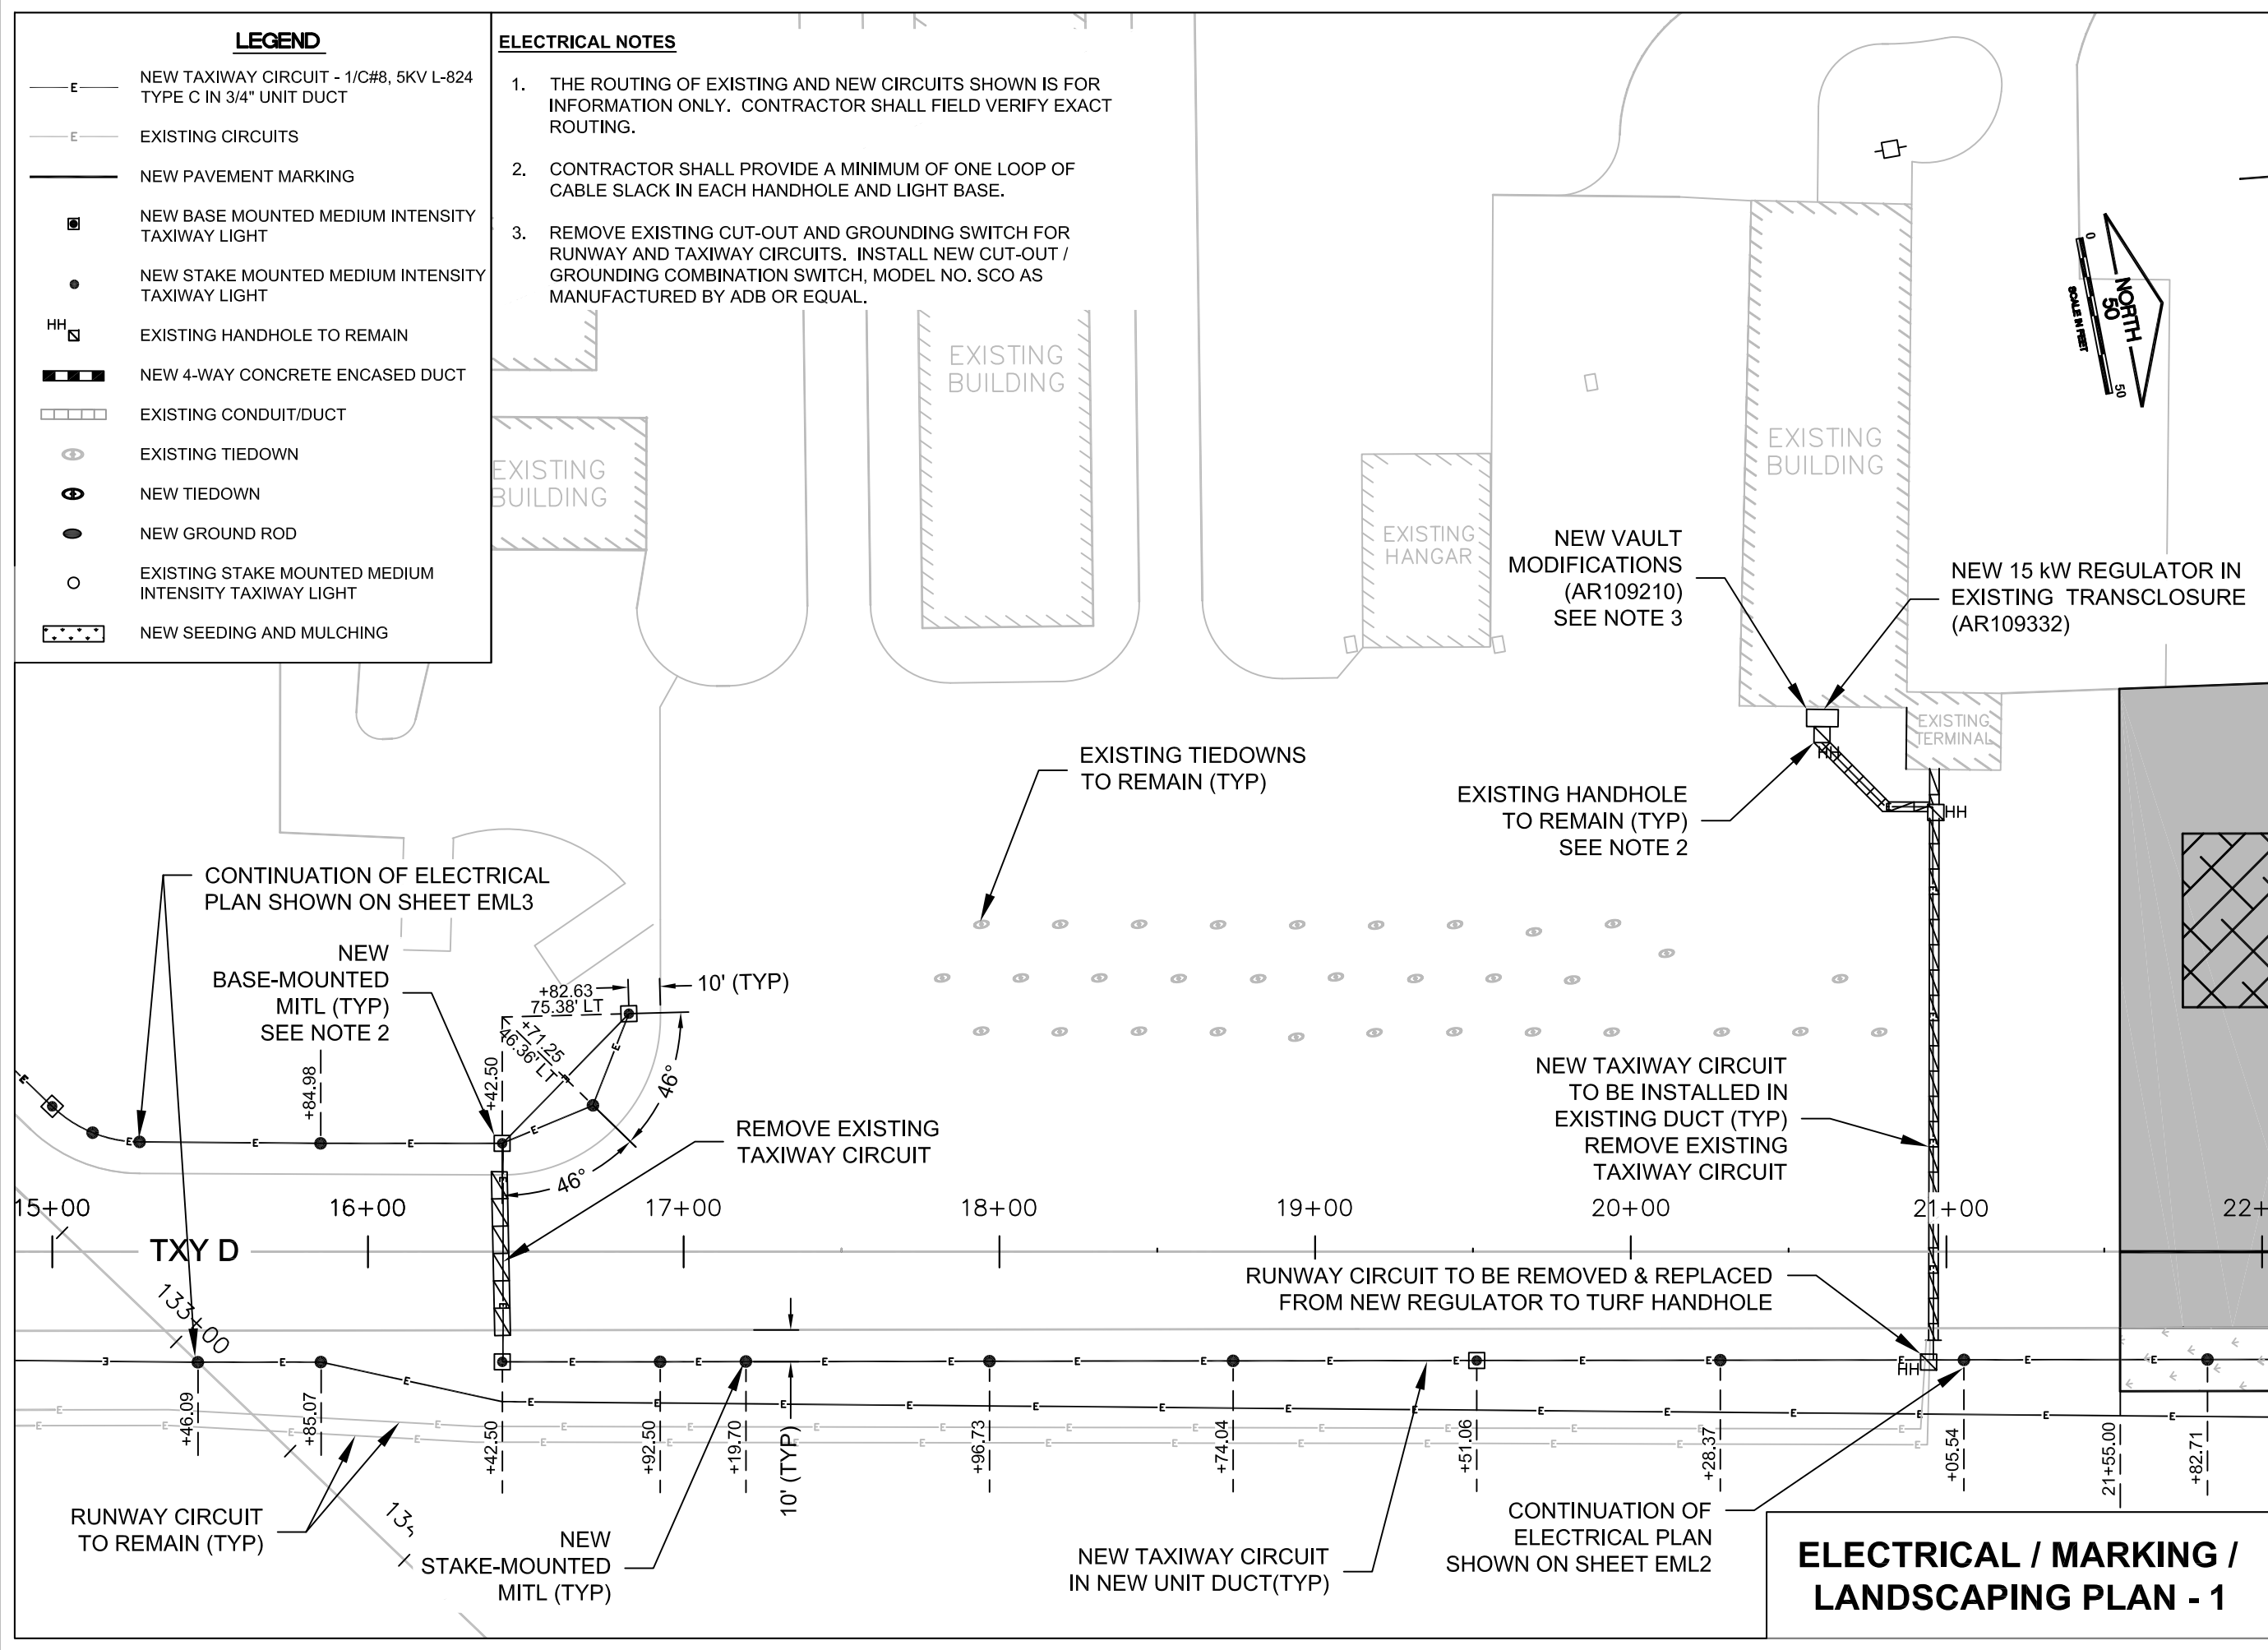 LEGEND
NEW TAXIWAY CIRCUIT - 1/C#8, 5KV L-824
TYPE C IN 3/4" UNIT DUCT
E
EXISTING CIRCUITS
E
NEW PAVEMENT MARKING
NEW BASE MOUNTED MEDIUM INTENSITY
TAXIWAY LIGHT
NEW STAKE MOUNTED MEDIUM INTENSITY
TAXIWAY LIGHT
HH
EXISTING HANDHOLE TO REMAIN
NEW 4-WAY CONCRETE ENCASED DUCT
EXISTING CONDUIT/DUCT
EXISTING TIEDOWN
NEW TIEDOWN
NEW GROUND ROD
EXISTING STAKE MOUNTED MEDIUM
INTENSITY TAXIWAY LIGHT
NEW SEEDING AND MULCHING
ELECTRICAL NOTES
1. THE ROUTING OF EXISTING AND NEW CIRCUITS SHOWN IS FOR
INFORMATION ONLY. CONTRACTOR SHALL FIELD VERIFY EXACT
ROUTING.
2. CONTRACTOR SHALL PROVIDE A MINIMUM OF ONE LOOP OF
CABLE SLACK IN EACH HANDHOLE AND LIGHT BASE.
3. REMOVE EXISTING CUT-OUT AND GROUNDING SWITCH FOR
RUNWAY AND TAXIWAY CIRCUITS. INSTALL NEW CUT-OUT /
GROUNDING COMBINATION SWITCH, MODEL NO. SCO AS
MANUFACTURED BY ADB OR EQUAL.
EXISTING
BUILDING
EXISTING
BUILDING
EXISTING
HANGAR
EXISTING
BUILDING
EXISTING
TERMINAL
NORTH
0
50
50
SCALE IN FEET
NEW VAULT
MODIFICATIONS
(AR109210)
SEE NOTE 3
NEW 15 kW REGULATOR IN
EXISTING TRANSCLOSURE
(AR109332)
EXISTING TIEDOWNS
TO REMAIN (TYP)
EXISTING HANDHOLE
TO REMAIN (TYP)
SEE NOTE 2
HH
HH
CONTINUATION OF ELECTRICAL
PLAN SHOWN ON SHEET EML3
NEW
BASE-MOUNTED
MITL (TYP)
SEE NOTE 2
+82.63
75.38' LT
10' (TYP)
+71.25
46.36' LT
46°
46°
+84.98
+42.50
REMOVE EXISTING
TAXIWAY CIRCUIT
NEW TAXIWAY CIRCUIT
TO BE INSTALLED IN
EXISTING DUCT (TYP)
REMOVE EXISTING
TAXIWAY CIRCUIT
15+00
16+00
17+00
18+00
19+00
20+00
21+00
22+
TXY D
133+00
134
RUNWAY CIRCUIT TO BE REMOVED & REPLACED
FROM NEW REGULATOR TO TURF HANDHOLE
HH
+46.09
+85.07
+42.50
+92.50
+19.70
10' (TYP)
+96.73
+74.04
+51.06
+28.37
+05.54
21+55.00
+82.71
RUNWAY CIRCUIT
TO REMAIN (TYP)
NEW
STAKE-MOUNTED
MITL (TYP)
NEW TAXIWAY CIRCUIT
IN NEW UNIT DUCT(TYP)
CONTINUATION OF
ELECTRICAL PLAN
SHOWN ON SHEET EML2
ELECTRICAL / MARKING /
LANDSCAPING PLAN - 1